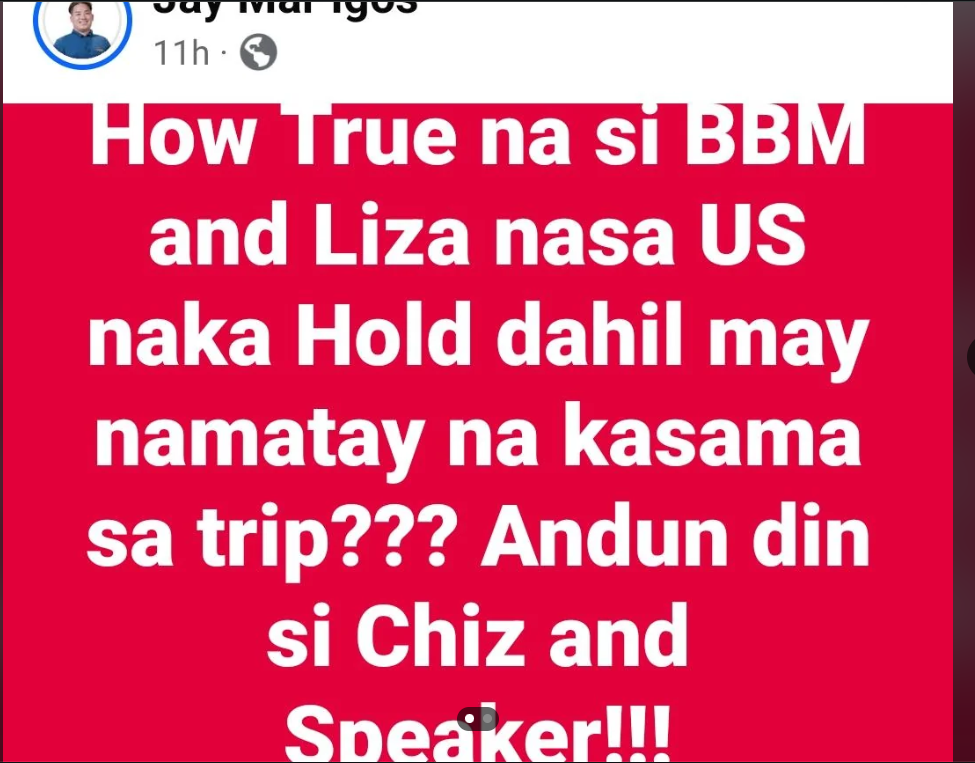 Jay Mar Igos
11h ·
How True na si BBM
and Liza nasa US
naka Hold dahil may
namatay na kasama
sa trip??? Andun din
si Chiz and
Speaker!!!